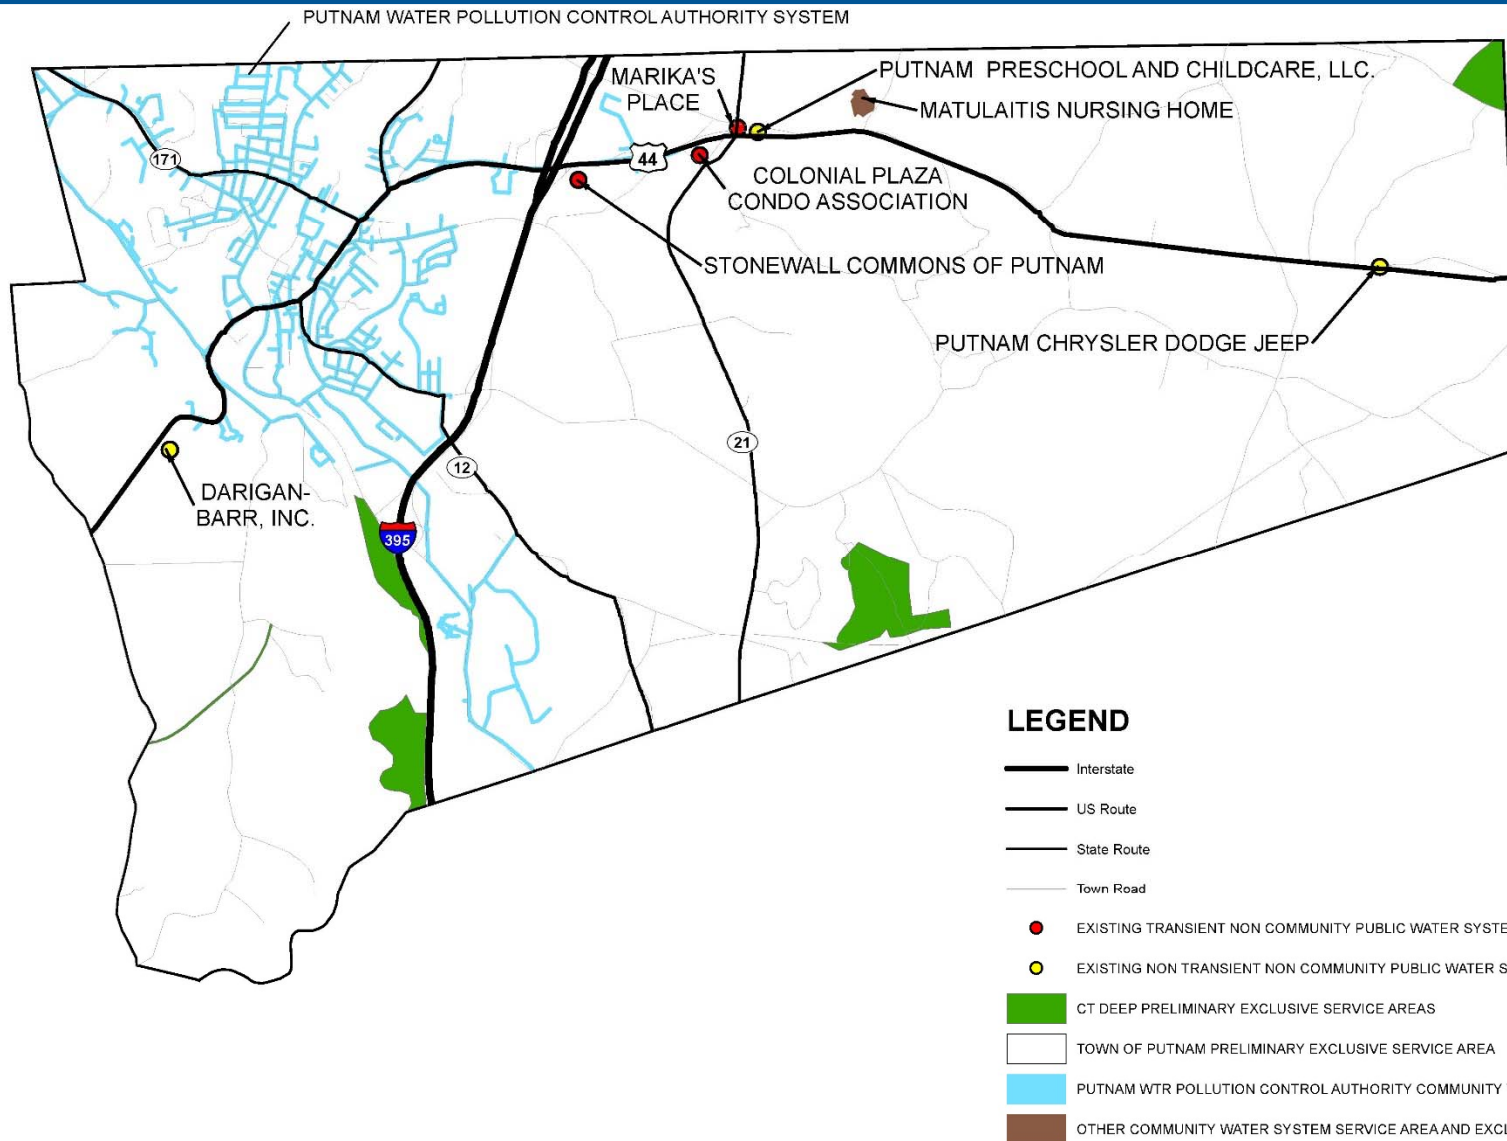 PUTNAM WATER POLLUTION CONTROL AUTHORITY SYSTEM
MARIKA'S
PLACE
PUTNAM PRESCHOOL AND CHILDCARE, LLC.
MATULAITIS NURSING HOME
171
44
COLONIAL PLAZA
CONDO ASSOCIATION
STONEWALL COMMONS OF PUTNAM
PUTNAM CHRYSLER DODGE JEEP
21
12
DARIGAN-
BARR, INC.
395
LEGEND
Interstate
US Route
State Route
Town Road
EXISTING TRANSIENT NON COMMUNITY PUBLIC WATER SYSTE
EXISTING NON TRANSIENT NON COMMUNITY PUBLIC WATER S
CT DEEP PRELIMINARY EXCLUSIVE SERVICE AREAS
TOWN OF PUTNAM PRELIMINARY EXCLUSIVE SERVICE AREA
PUTNAM WTR POLLUTION CONTROL AUTHORITY COMMUNITY
OTHER COMMUNITY WATER SYSTEM SERVICE AREA AND EXCL